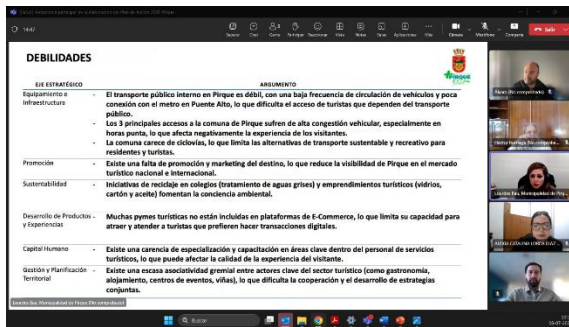 14:47
Chat
Vista
Notas
Salas
Aplicaciones
Más
Cámara
Micrófono
Compartir
Salir
DEBILIDADES
PIRQUE
EJE ESTRATÉGICO
ARGUMENTO
Equipamiento e
Infraestructura
- El transporte público interno en Pirque es débil, con una baja frecuencia de circulación de vehículos y poca
conexión con el metro en Puente Alto, lo que dificulta el acceso de turistas que dependen del transporte
público.
- Los 3 principales accesos a la comuna de Pirque sufren de alta congestión vehicular, especialmente en
horas punta, lo que afecta negativamente la experiencia de los visitantes.
- La comuna carece de ciclovías, lo que limita las alternativas de transporte sustentable y recreativo para
residentes y turistas.
Promoción - Existe una falta de promoción y marketing del destino, lo que reduce la visibilidad de Pirque en el mercado
turístico nacional e internacional.
Sustentabilidad - Iniciativas de reciclaje en colegios (tratamiento de aguas grises) y emprendimientos turísticos (vidrios,
cartón y aceite) fomentan la conciencia ambiental.
Desarrollo de Productos - Muchas pymes turísticas no están incluidas en plataformas de E-Commerce, lo que limita su capacidad para
y Experiencias atraer y atender a turistas que prefieren hacer transacciones digitales.
Capital Humano - Existe una carencia de especialización y capacitación en áreas clave dentro del personal de servicios
turísticos, lo que puede afectar la calidad de la experiencia del visitante.
Gestión y Planificación - Existe una escasa asociatividad gremial entre actores clave del sector turístico (como gastronomía,
Territorial alojamiento, centros de eventos, viñas), lo que dificulta la cooperación y el desarrollo de estrategias
conjuntas.
Buscar